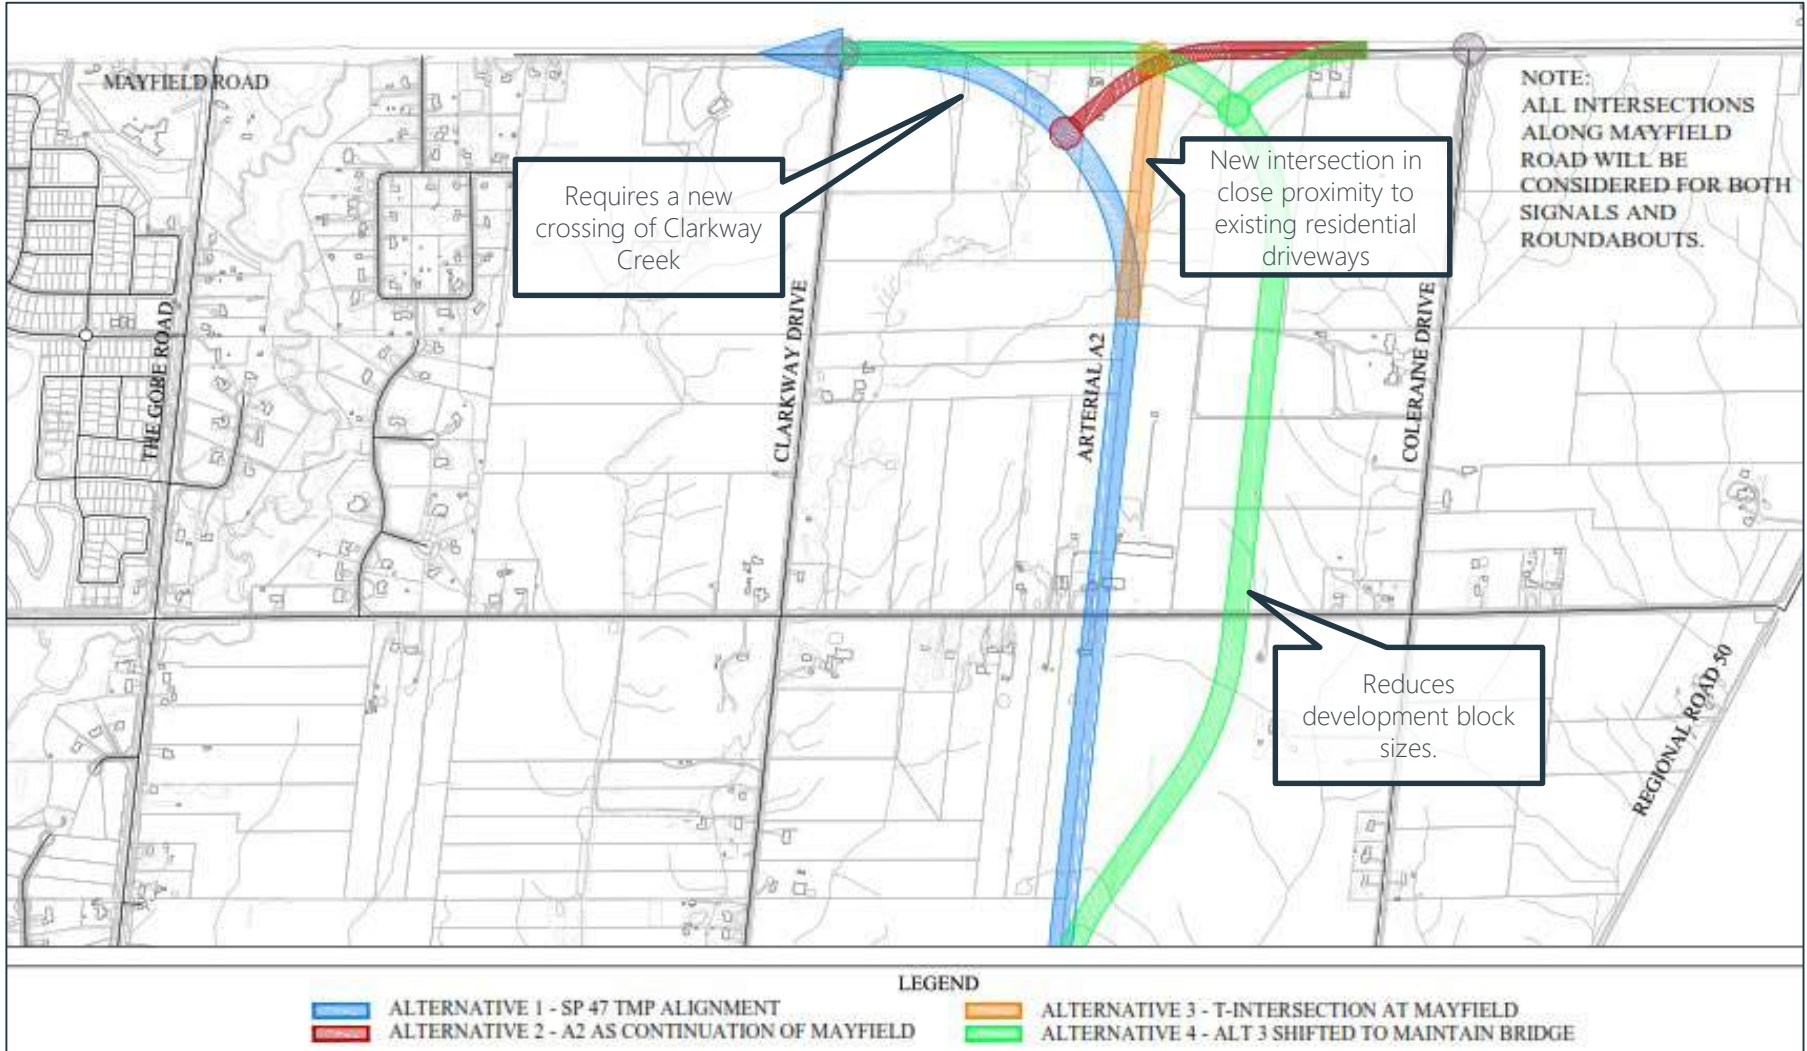 MAYFIELD ROAD
NOTE:
ALL INTERSECTIONS
ALONG MAYFIELD
ROAD WILL BE
CONSIDERED FOR BOTH
SIGNALS AND
ROUNDABOUTS.
Requires a new
crossing of Clarkway
Creek
New intersection in
close proximity to
existing residential
driveways
THE GORE ROAD
CLARKWAY DRIVE
ARTERIAL A2
COLERAINE DRIVE
Reduces
development block
sizes.
REGIONAL ROAD 50
LEGEND
ALTERNATIVE 1 - SP 47 TMP ALIGNMENT
ALTERNATIVE 2 - A2 AS CONTINUATION OF MAYFIELD
ALTERNATIVE 3 - T-INTERSECTION AT MAYFIELD
ALTERNATIVE 4 - ALT 3 SHIFTED TO MAINTAIN BRIDGE